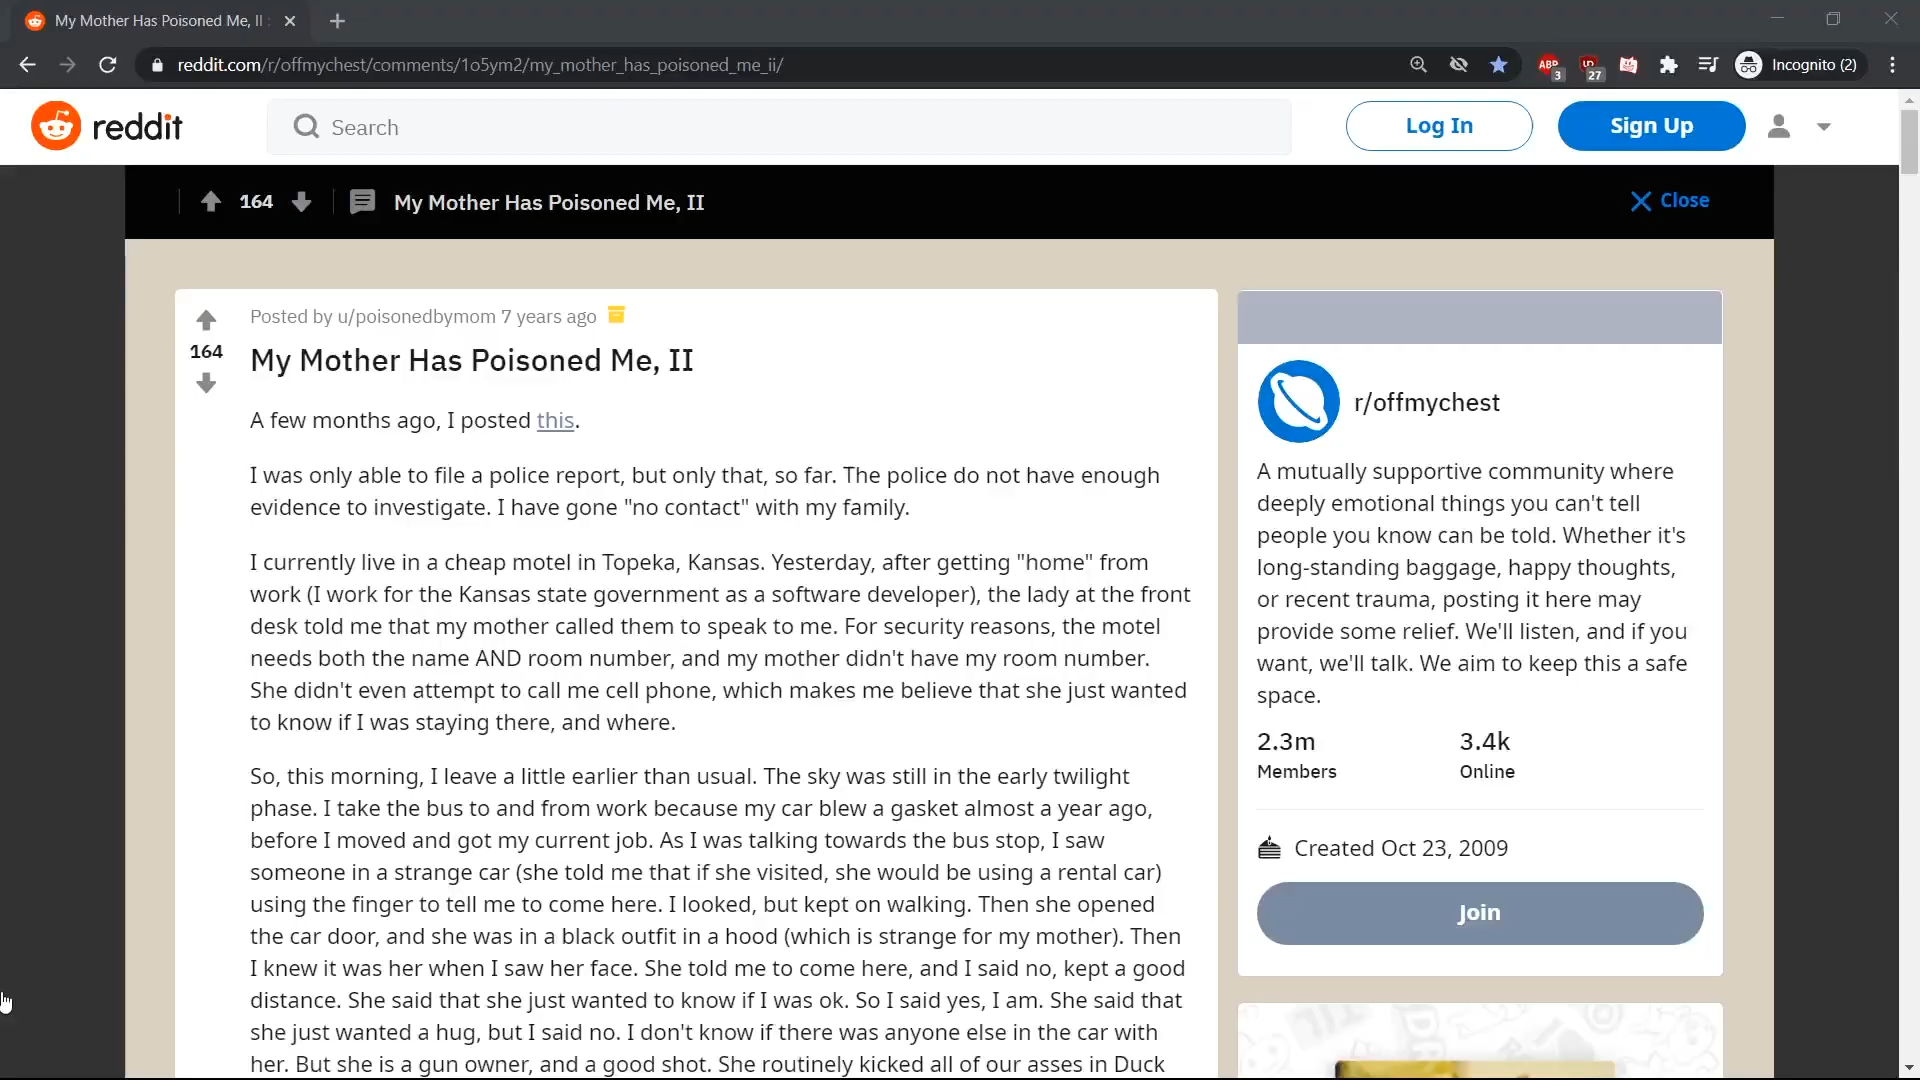 My Mother Has Poisoned Me, II
reddit.com/r/offmychest/comments/1o5ym2/my_mother_has_poisoned_me_ii/
ABP
3
27
Incognito (2)
reddit
Search
Log In
Sign Up
164
My Mother Has Poisoned Me, II
Close
Posted by u/poisonedbymom 7 years ago
164
My Mother Has Poisoned Me, II
A few months ago, I posted this.
I was only able to file a police report, but only that, so far. The police do not have enough
evidence to investigate. I have gone "no contact" with my family.
I currently live in a cheap motel in Topeka, Kansas. Yesterday, after getting "home" from
work (I work for the Kansas state government as a software developer), the lady at the front
desk told me that my mother called them to speak to me. For security reasons, the motel
needs both the name AND room number, and my mother didn't have my room number.
She didn't even attempt to call me cell phone, which makes me believe that she just wanted
to know if I was staying there, and where.
So, this morning, I leave a little earlier than usual. The sky was still in the early twilight
phase. I take the bus to and from work because my car blew a gasket almost a year ago,
before I moved and got my current job. As I was talking towards the bus stop, I saw
someone in a strange car (she told me that if she visited, she would be using a rental car)
using the finger to tell me to come here. I looked, but kept on walking. Then she opened
the car door, and she was in a black outfit in a hood (which is strange for my mother). Then
I knew it was her when I saw her face. She told me to come here, and I said no, kept a good
distance. She said that she just wanted to know if I was ok. So I said yes, I am. She said that
she just wanted a hug, but I said no. I don't know if there was anyone else in the car with
her. But she is a gun owner, and a good shot. She routinely kicked all of our asses in Duck
r/offmychest
A mutually supportive community where
deeply emotional things you can't tell
people you know can be told. Whether it's
long-standing baggage, happy thoughts,
or recent trauma, posting it here may
provide some relief. We'll listen, and if you
want, we'll talk. We aim to keep this a safe
space.
2.3m
3.4k
Members
Online
Created Oct 23, 2009
Join